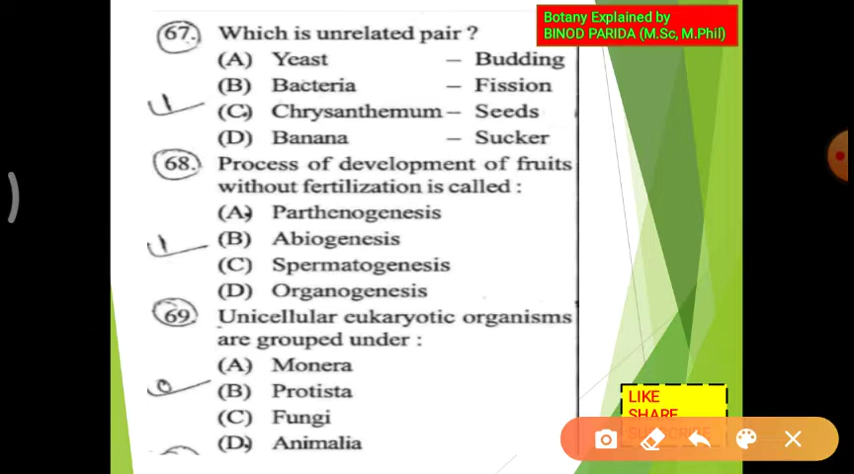 Botany Explained by
BINOD PARIDA (M.Sc, M.Phil)
67. Which is unrelated pair ?
(A) Yeast – Budding
(B) Bacteria – Fission
(C) Chrysanthemum – Seeds
(D) Banana – Sucker
68. Process of development of fruits
without fertilization is called :
(A) Parthenogenesis
(B) Abiogenesis
(C) Spermatogenesis
(D) Organogenesis
69. Unicellular eukaryotic organisms
are grouped under :
(A) Monera
(B) Protista
(C) Fungi
(D) Animalia
LIKE
SHARE